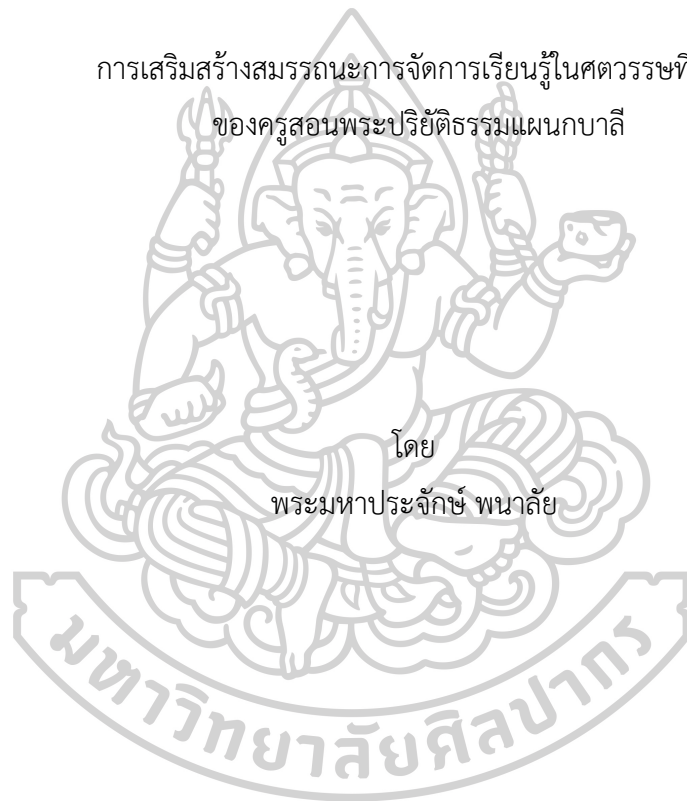 การเสริมสร้างสมรรถนะการจัดการเรียนรู้ในศตวรรษที่
ของครูสอนพระปริยัติธรรมแผนกบาลี
โดย
พระมหาประจักษ์ พนาลัย
มหาวิทยาลัยศิลปากร